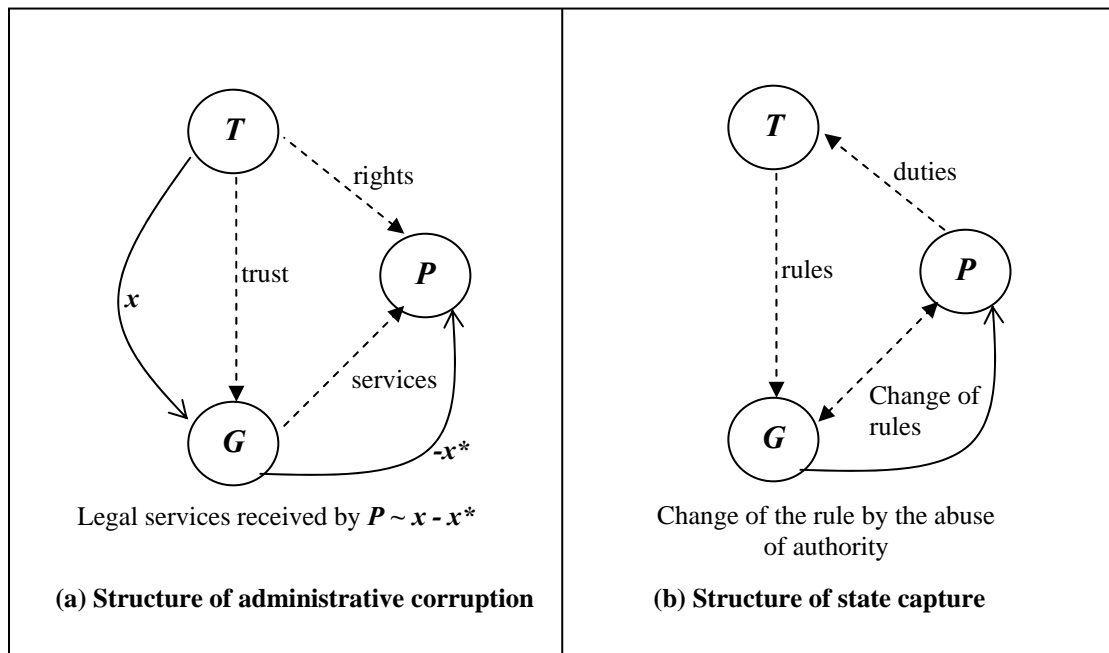 T
rights
P
trust
x
services
G
-x*
Legal services received by P ~ x - x*
(a) Structure of administrative corruption
T
duties
P
rules
Change of
rules
G
Change of the rule by the abuse
of authority
(b) Structure of state capture